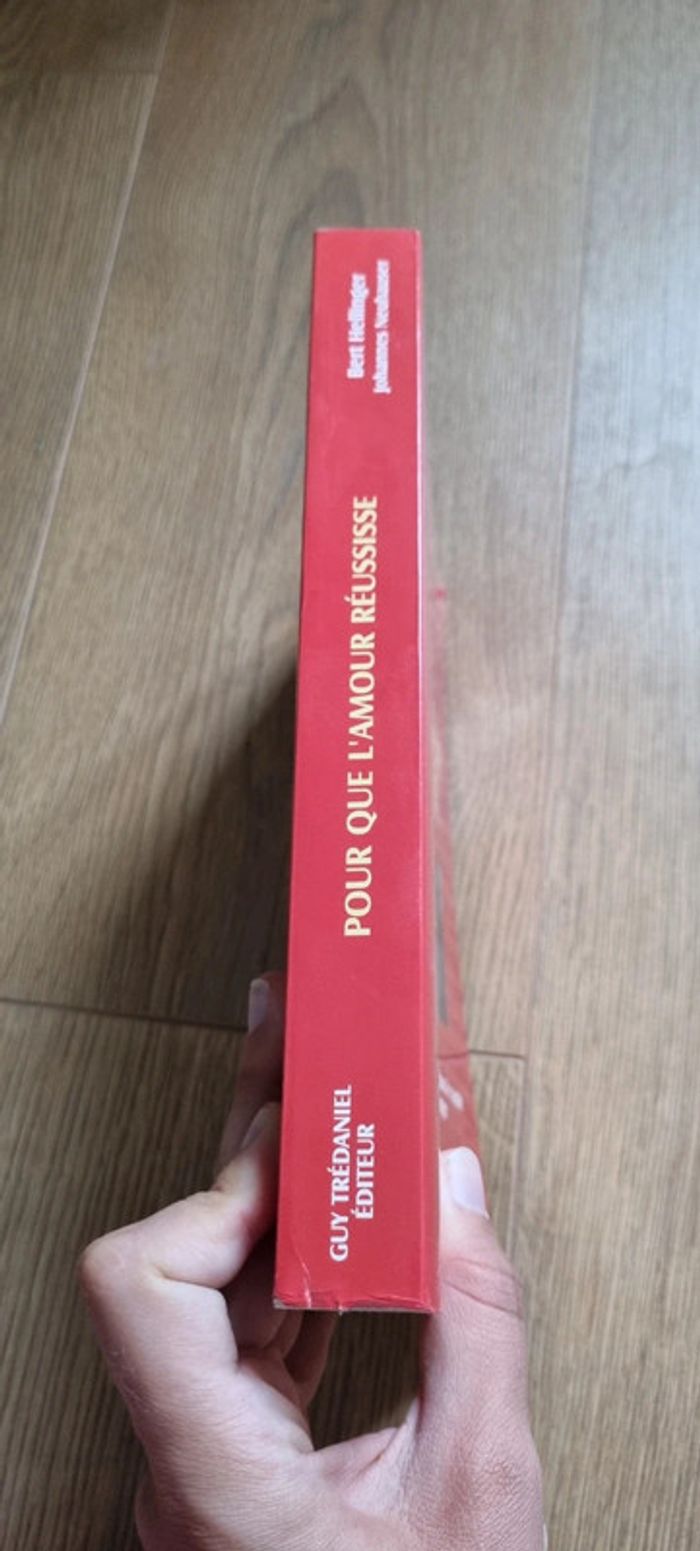 Bert Hellinger
Johannes Neuhauser
POUR QUE L'AMOUR RÉUSSISSE
GUY TRÉDANIEL
ÉDITEUR